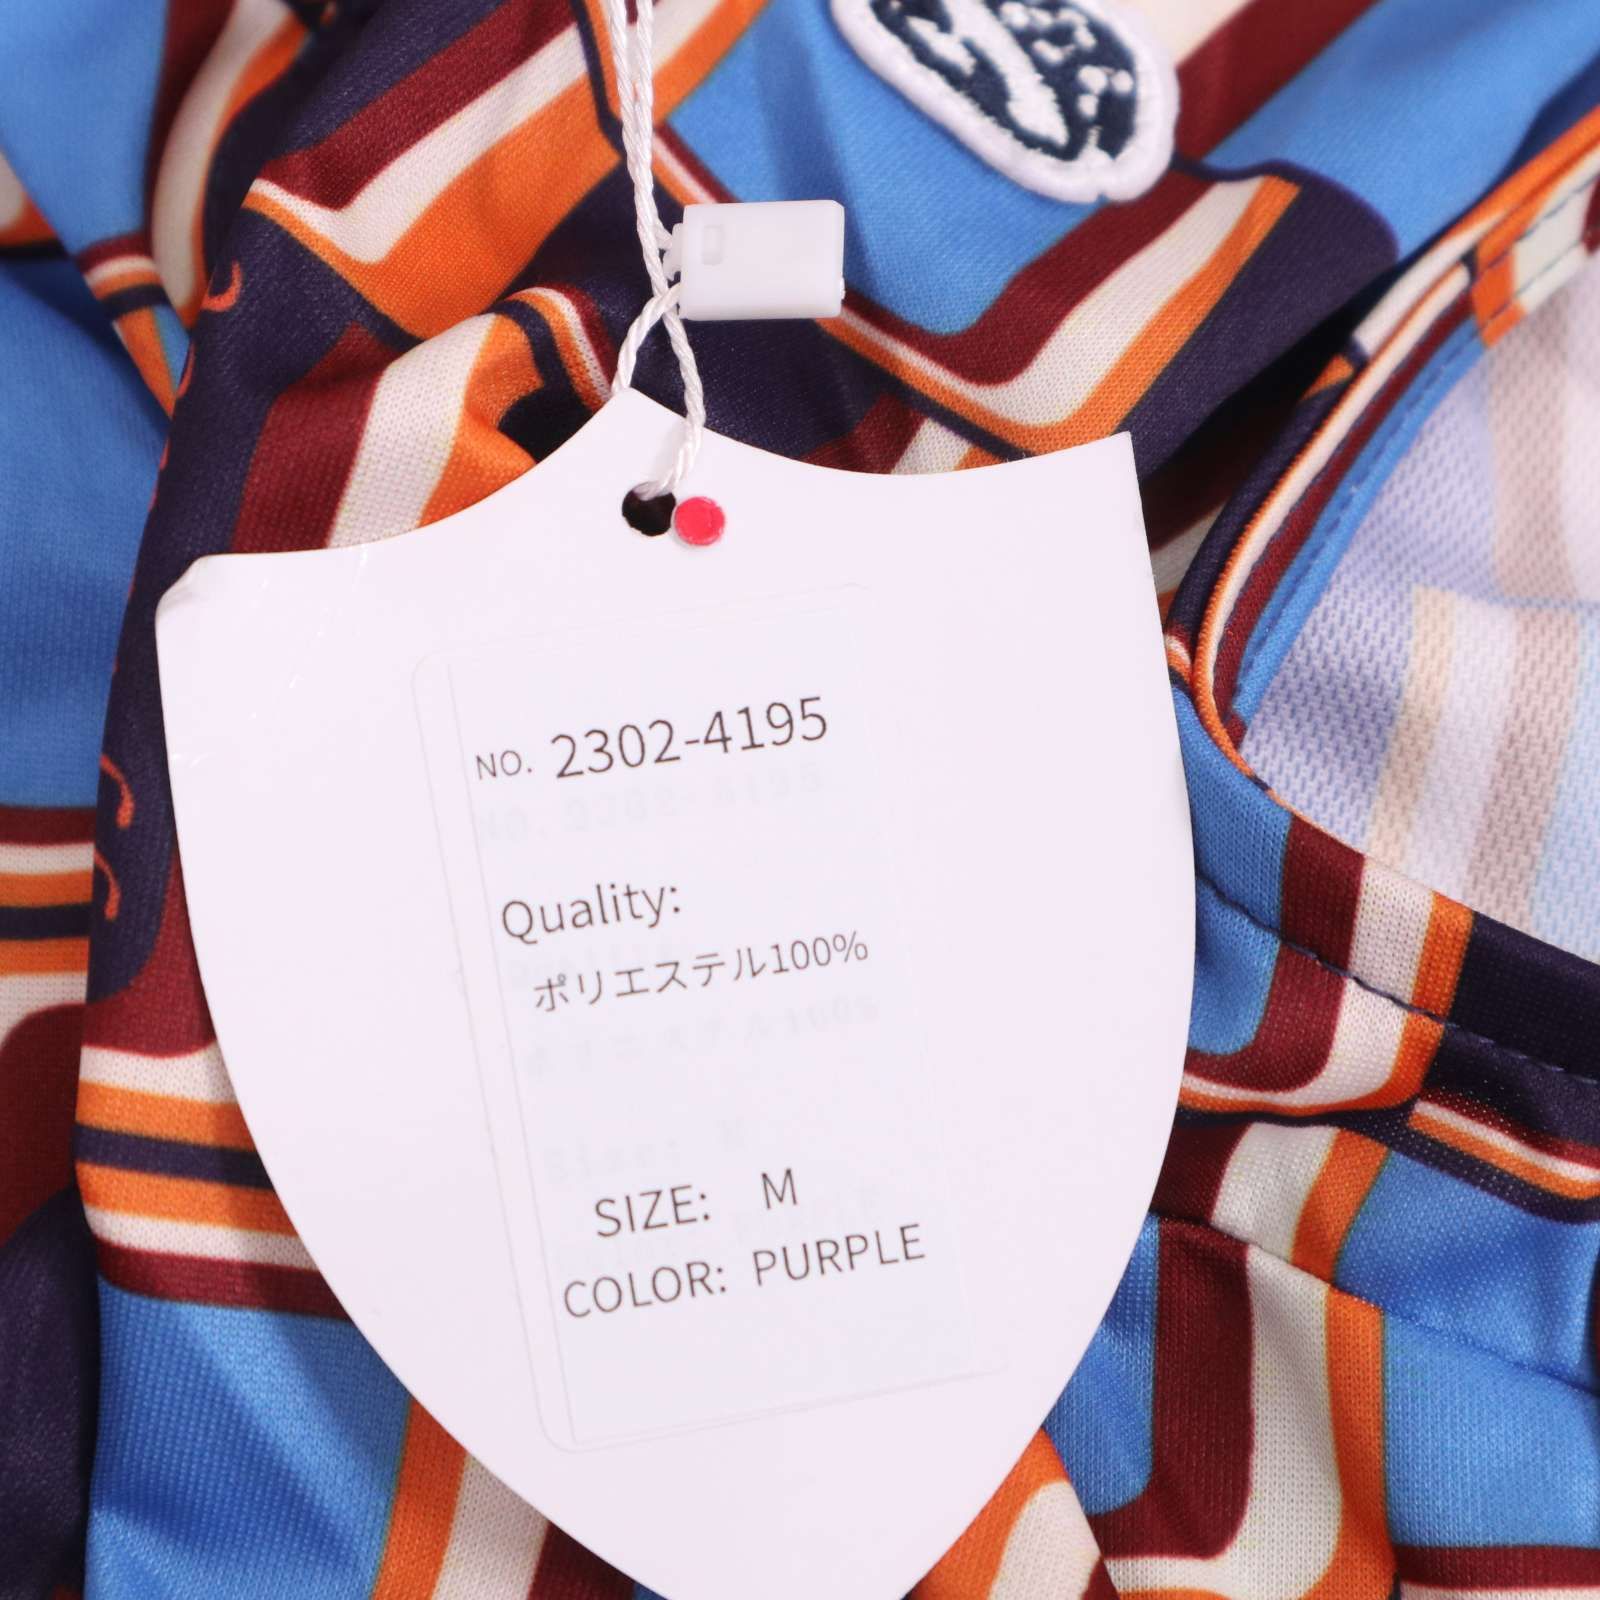 NO. 2302-4195
Quality:
ポリエステル100%
SIZE: M
COLOR: PURPLE